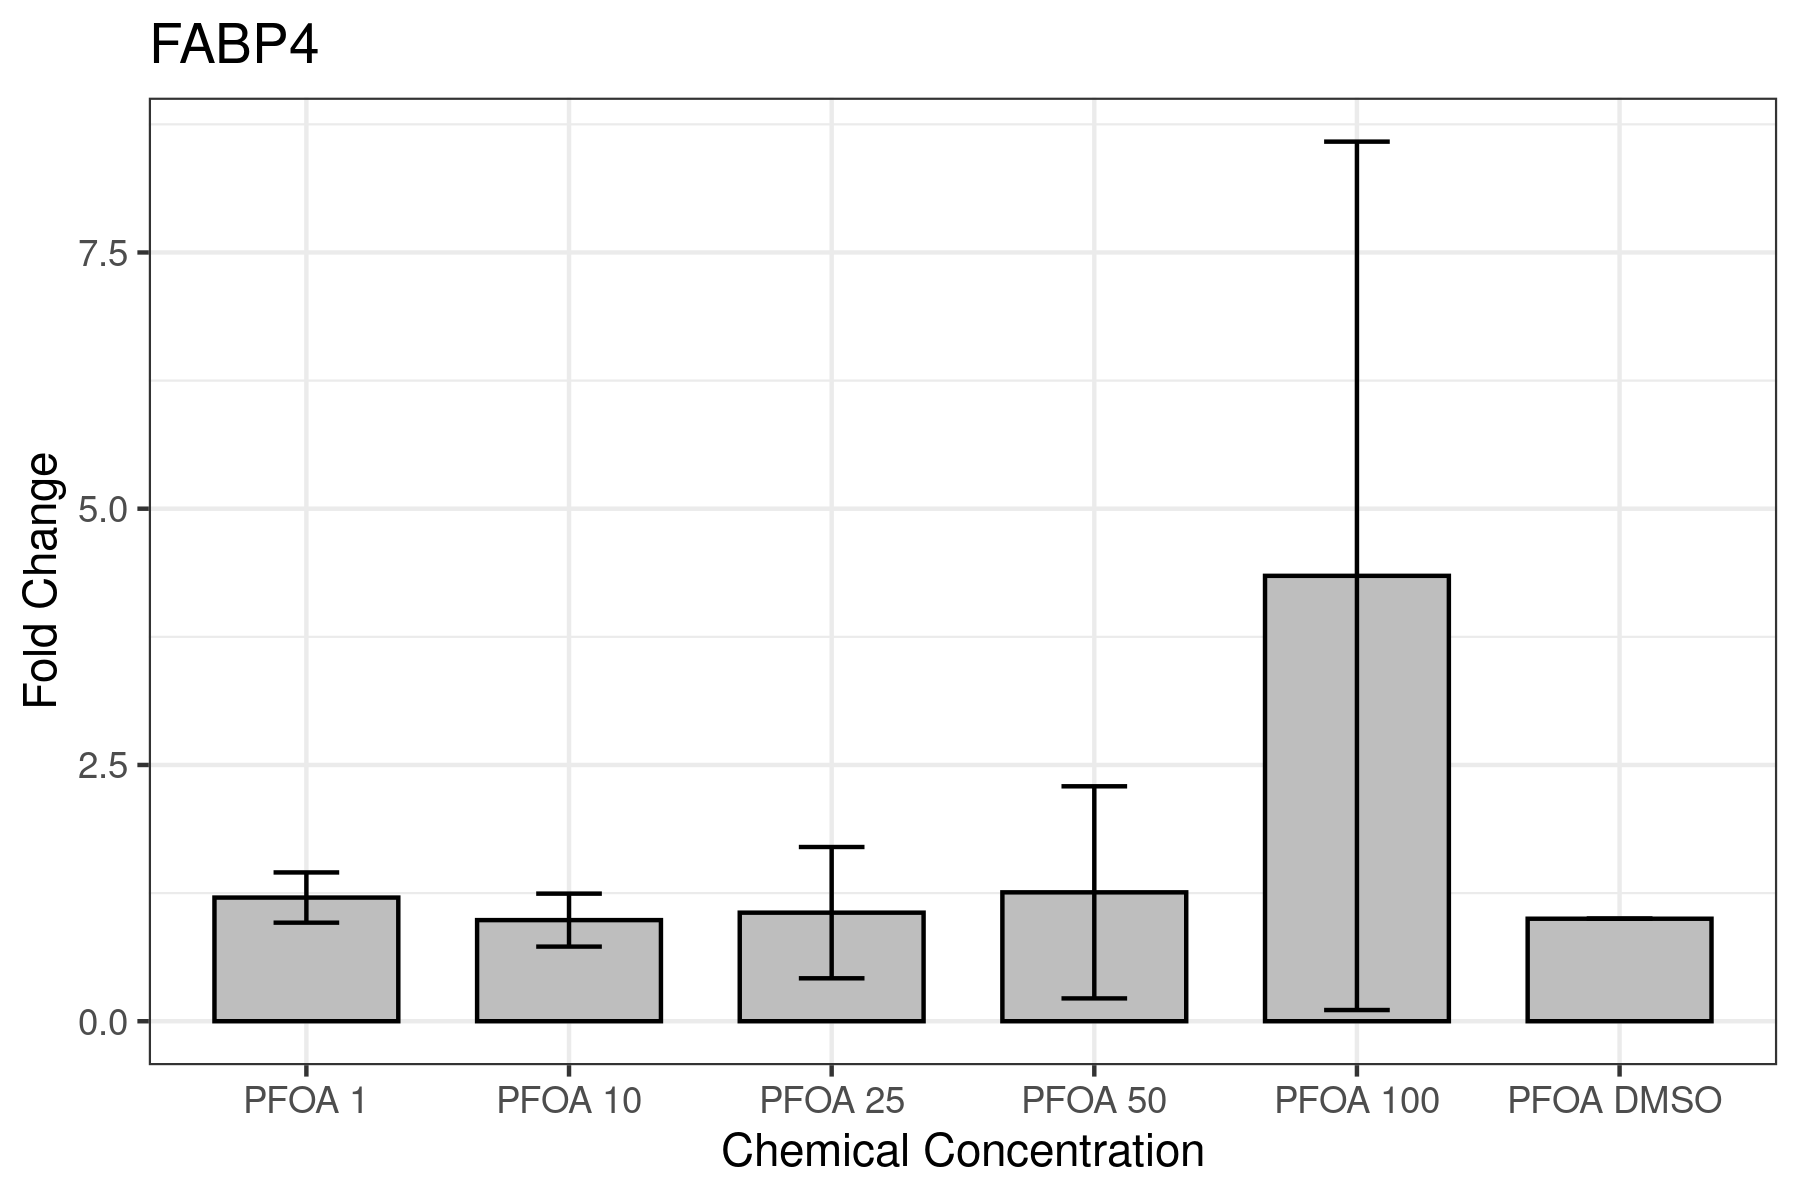 FABP4
Fold Change
7.5
5.0
2.5
0.0
PFOA 1
PFOA 10
PFOA 25
PFOA 50
PFOA 100
PFOA DMSO
Chemical Concentration